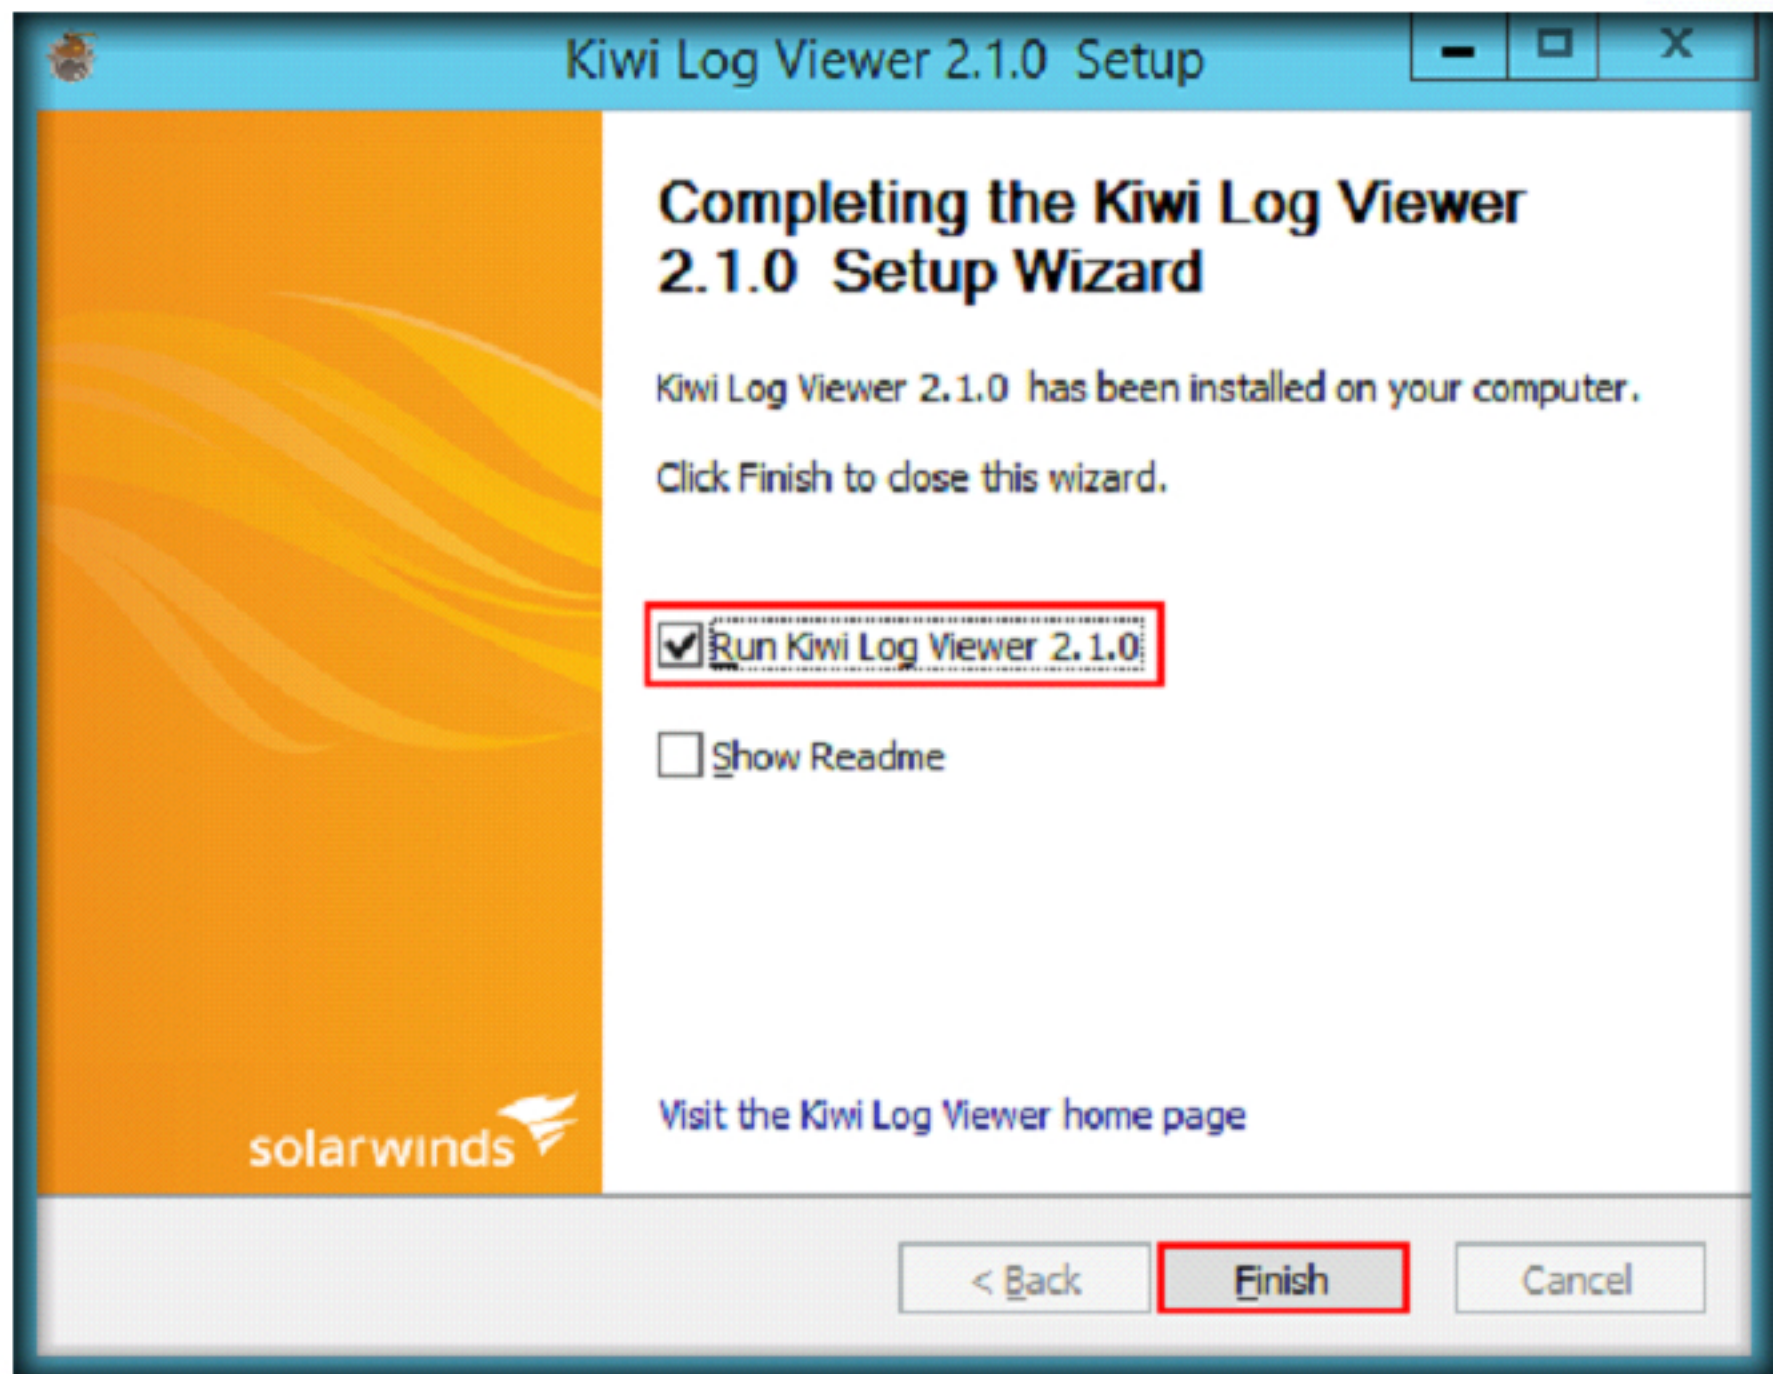 Kiwi Log Viewer 2.1.0 Setup
Completing the Kiwi Log Viewer
2.1.0 Setup Wizard
Kiwi Log Viewer 2.1.0 has been installed on your computer.
Click Finish to close this wizard.
Run Kiwi Log Viewer 2.1.0
Show Readme
Visit the Kiwi Log Viewer home page
solarwinds
< Back
Finish
Cancel